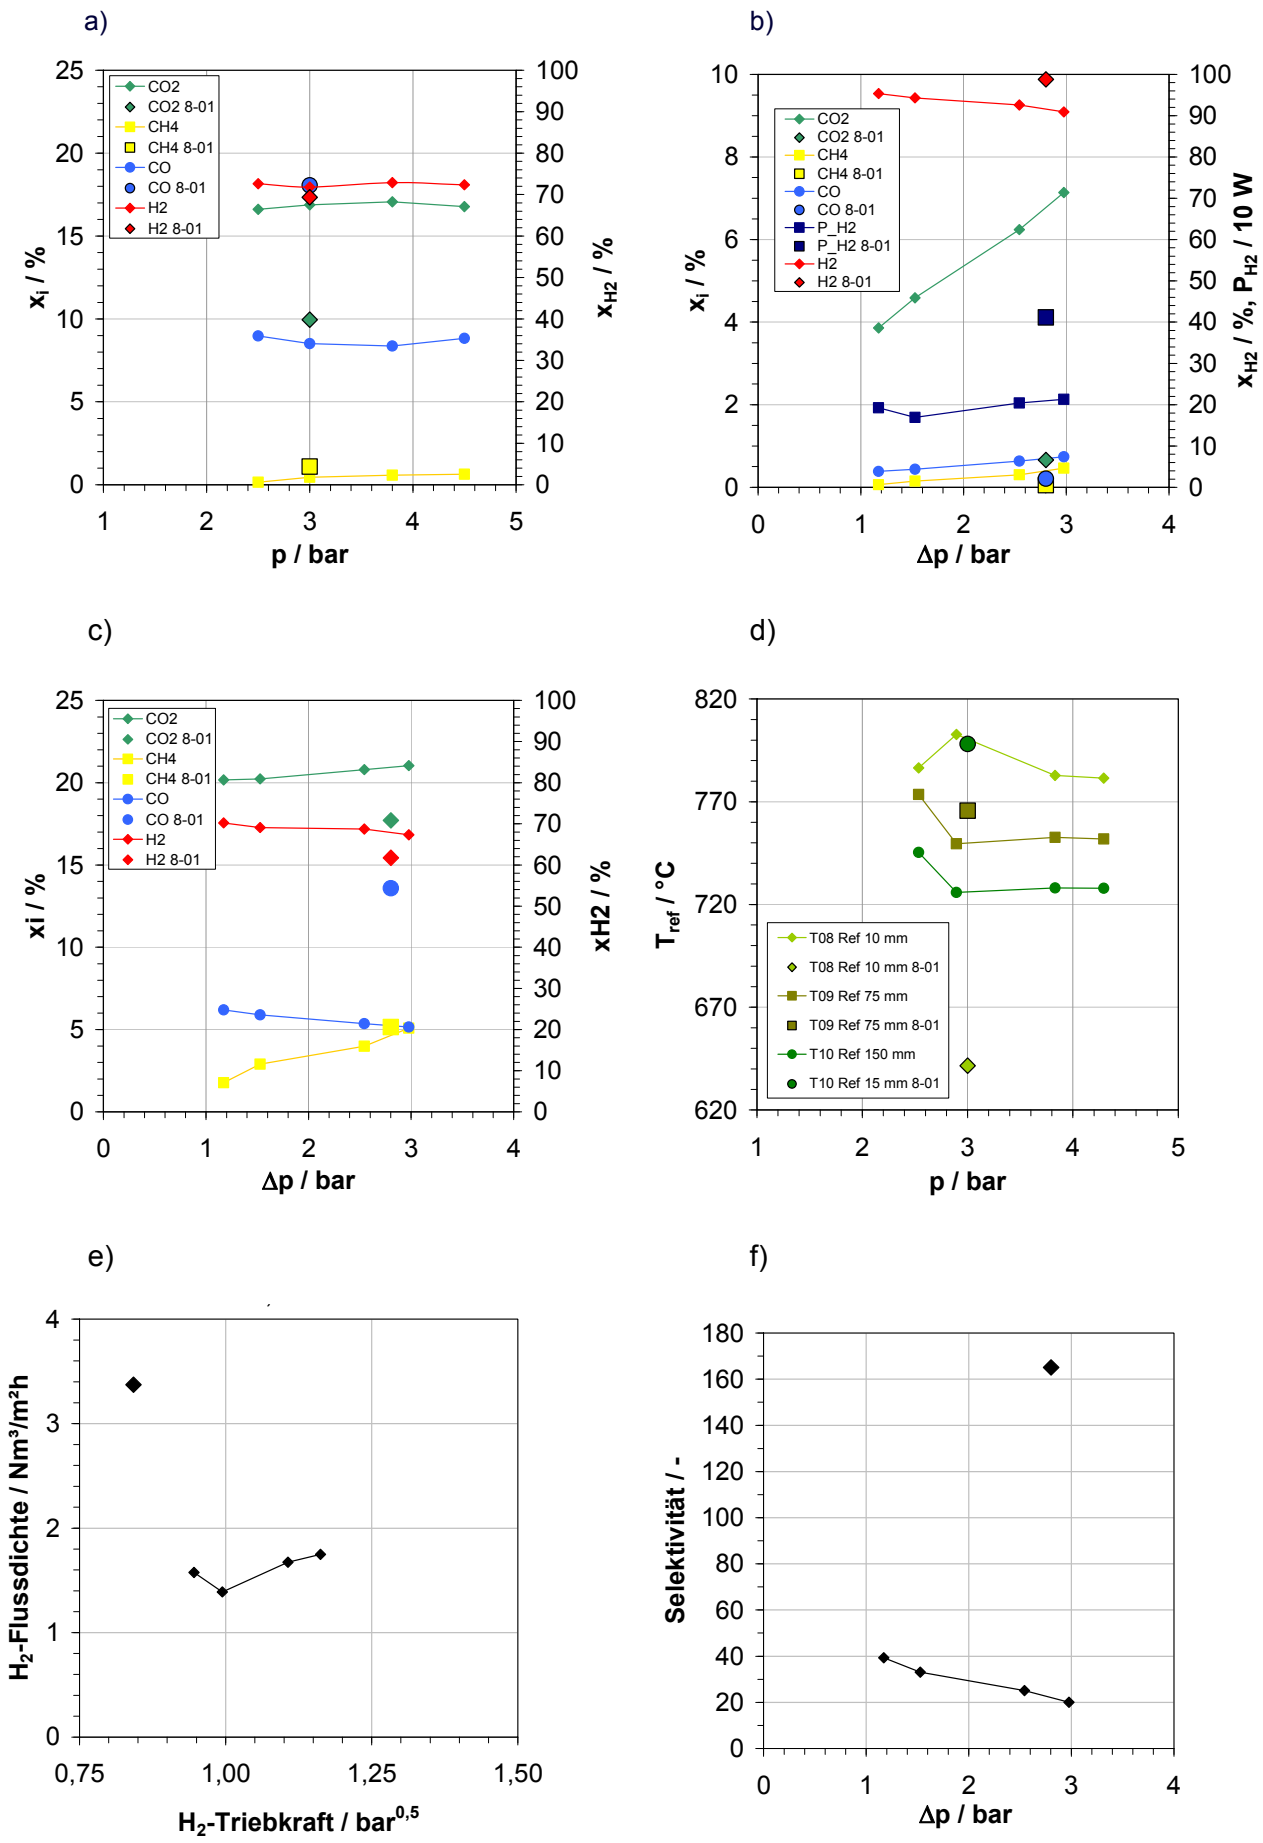 a)
25
20
15
10
5
0
x_i / %
100
90
80
70
60
50
40
30
20
10
0
x_H2 / %
CO2
CO2 8-01
CH4
CH4 8-01
CO
CO 8-01
H2
H2 8-01
1
2
3
4
5
p / bar
b)
10
8
6
4
2
0
x_i / %
100
90
80
70
60
50
40
30
20
10
0
x_H2 / %, P_H2 / 10 W
CO2
CO2 8-01
CH4
CH4 8-01
CO
CO 8-01
P_H2
P_H2 8-01
H2
H2 8-01
0
1
2
3
4
Δp / bar
c)
25
20
15
10
5
0
xi / %
100
90
80
70
60
50
40
30
20
10
0
xH2 / %
CO2
CO2 8-01
CH4
CH4 8-01
CO
CO 8-01
H2
H2 8-01
0
1
2
3
4
Δp / bar
d)
820
770
720
670
620
T_ref / °C
T08 Ref 10 mm
T08 Ref 10 mm 8-01
T09 Ref 75 mm
T09 Ref 75 mm 8-01
T10 Ref 150 mm
T10 Ref 15 mm 8-01
1
2
3
4
5
p / bar
e)
4
3
2
1
0
H₂-Flussdichte / Nm³/m²h
0,75
1,00
1,25
1,50
H₂-Triebkraft / bar^0,5
f)
180
160
140
120
100
80
60
40
20
0
Selektivität / -
0
1
2
3
4
Δp / bar